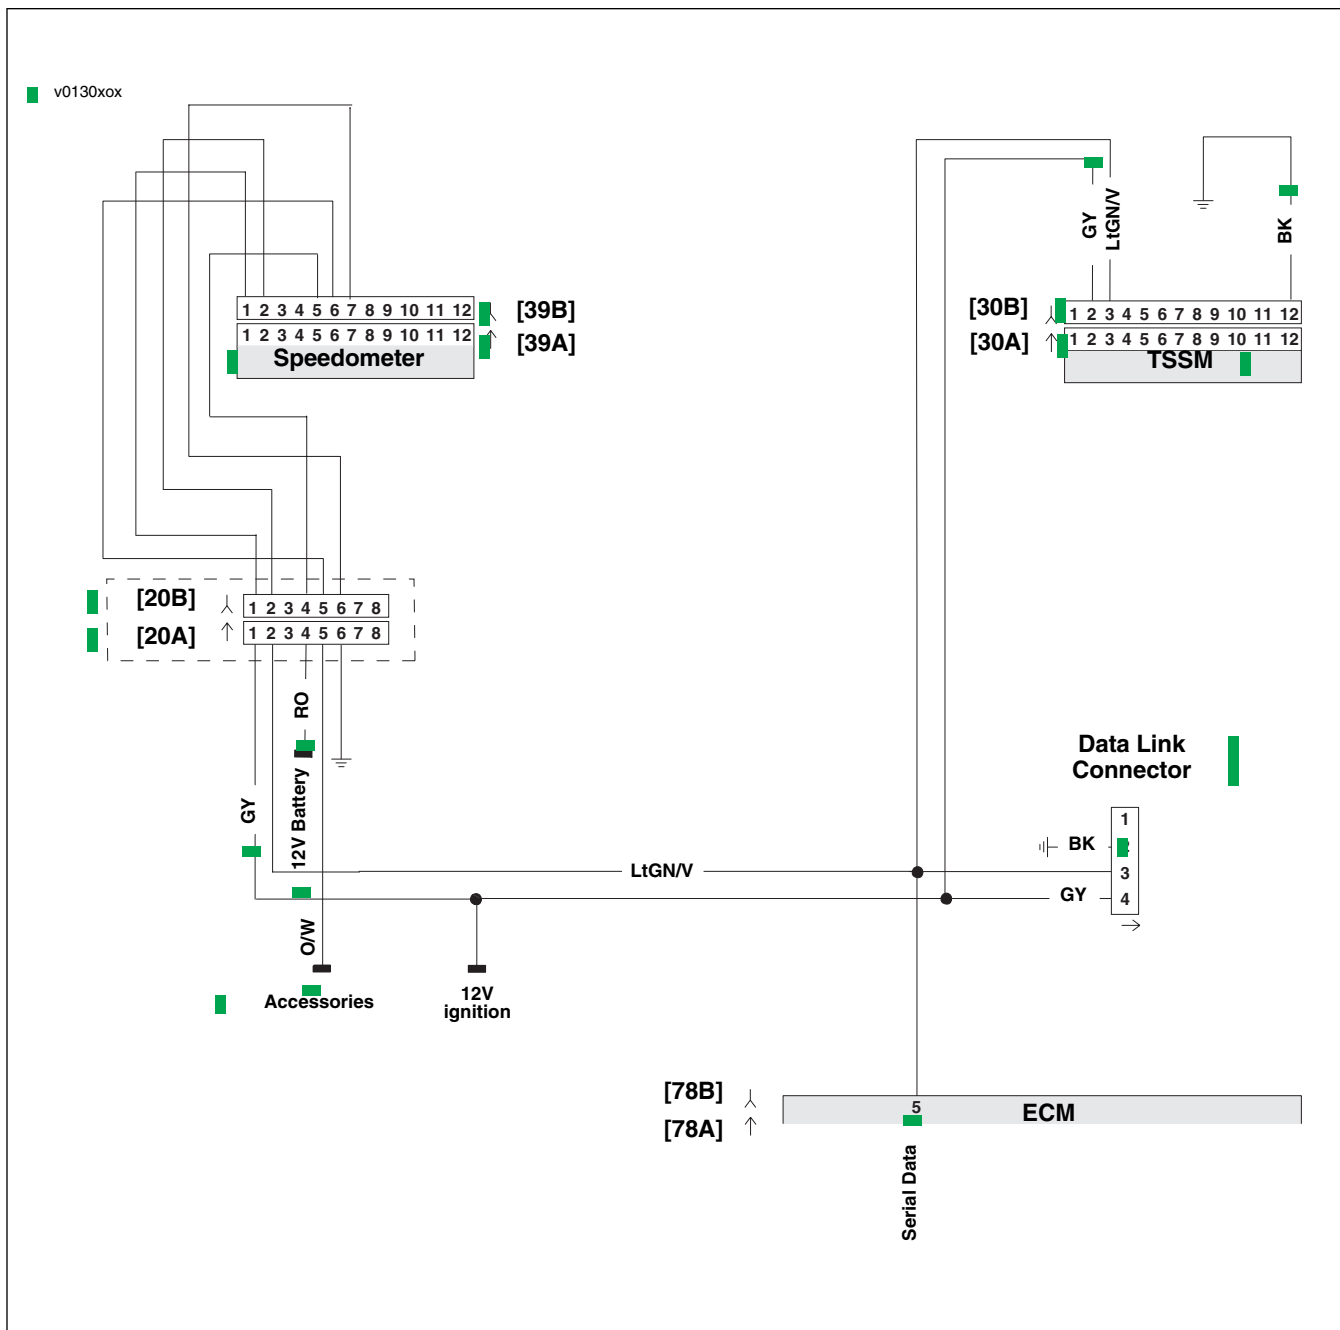 v0130xox
GY
LtGN/V
BK
1 2 3 4 5 6 7 8 9 10 11 12
[39B]
1 2 3 4 5 6 7 8 9 10 11 12
[39A]
Speedometer
[30B]
1 2 3 4 5 6 7 8 9 10 11 12
[30A]
1 2 3 4 5 6 7 8 9 10 11 12
TSSM
[20B]
1 2 3 4 5 6 7 8
[20A]
1 2 3 4 5 6 7 8
RO
12V Battery
GY
O/W
Accessories
12V
ignition
LtGN/V
Data Link
Connector
1
BK
3
GY
4
[78B]
[78A]
5
ECM
Serial Data